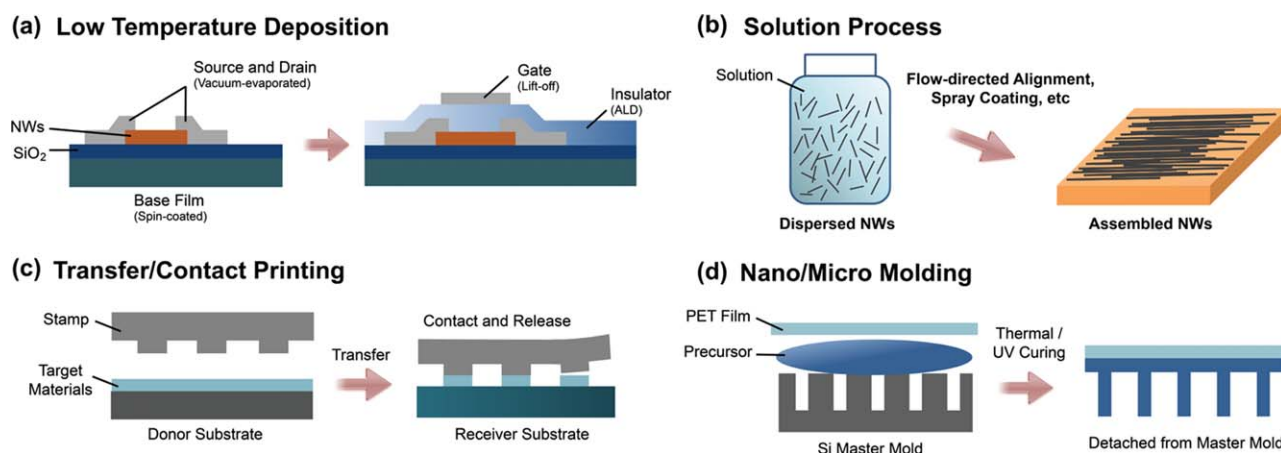 (a) Low Temperature Deposition
Source and Drain
(Vacuum-evaporated)
NWs
SiO₂
Base Film
(Spin-coated)
Gate
(Lift-off)
Insulator
(ALD)
(b) Solution Process
Solution
Flow-directed Alignment,
Spray Coating, etc
Dispersed NWs
Assembled NWs
(c) Transfer/Contact Printing
Stamp
Target
Materials
Donor Substrate
Transfer
Contact and Release
Receiver Substrate
(d) Nano/Micro Molding
PET Film
Precursor
Si Master Mold
Thermal /
UV Curing
Detached from Master Mold